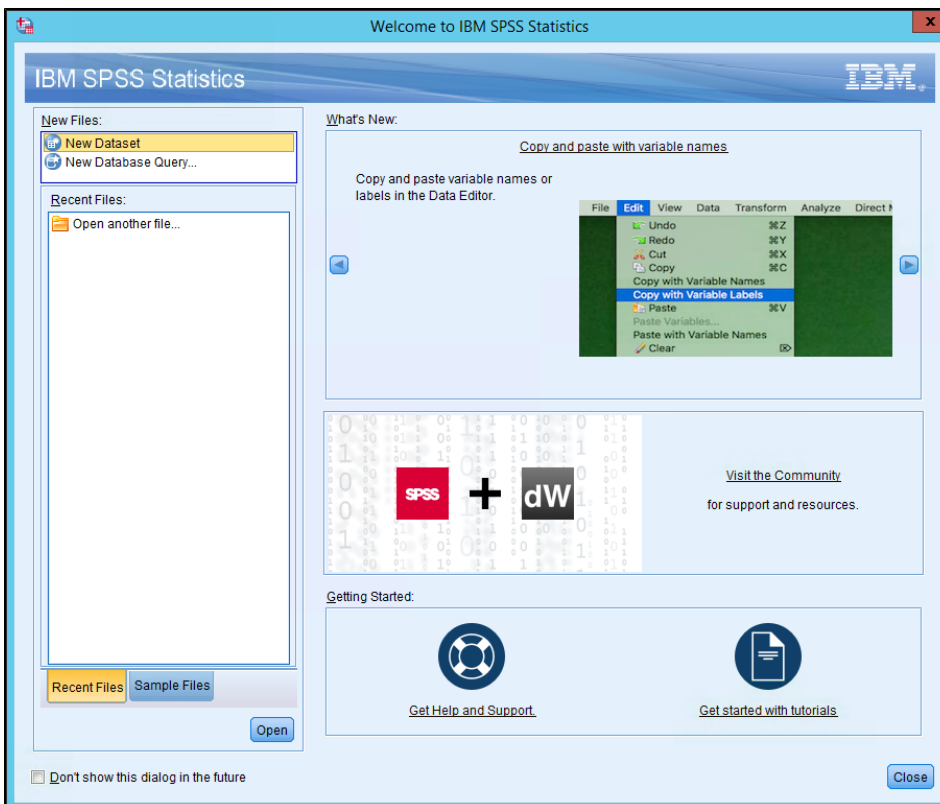 Welcome to IBM SPSS Statistics
x
IBM SPSS Statistics
IBM®
New Files:
New Dataset
New Database Query...
Recent Files:
Open another file...
Recent Files
Sample Files
Open
What's New:
Copy and paste with variable names
Copy and paste variable names or
labels in the Data Editor.
File Edit View Data Transform Analyze Direct
Undo ⌘Z
Redo ⌘Y
Cut ⌘X
Copy ⌘C
Copy with Variable Names
Copy with Variable Labels
Paste ⌘V
Paste Variables...
Paste with Variable Names
Clear ⌦
SPSS + dW
Visit the Community
for support and resources.
Getting Started:
Get Help and Support
Get started with tutorials
Don't show this dialog in the future
Close